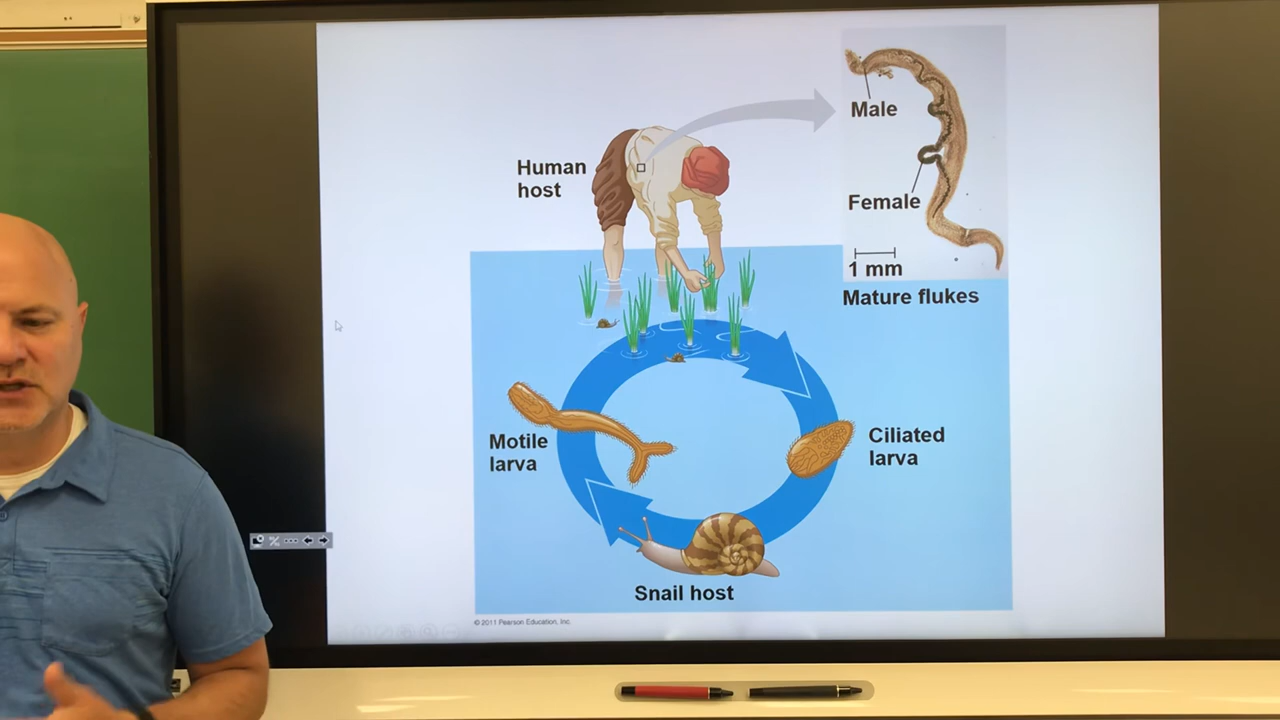 Male
Human
host
Female
1 mm
Mature flukes
Motile
larva
Ciliated
larva
Snail host
© 2011 Pearson Education, Inc.